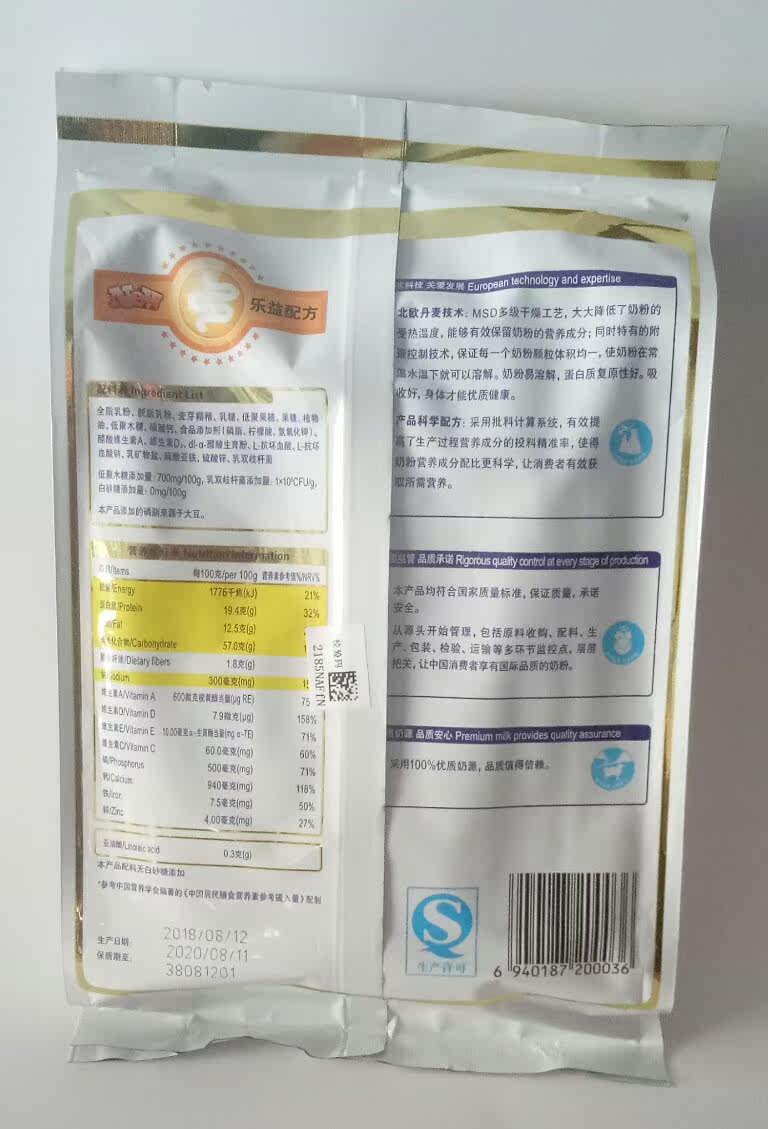 New
乐益配方
配料表 Ingredient List
全脂乳粉、脱脂乳粉、麦芽糊精、乳糖、低聚果糖、果糖、植物
油、低聚木糖、碳酸钙、食品添加剂(磷脂、柠檬酸、氢氧化钾)、
醋酸维生素A、维生素D₃、dl-α-醋酸生育酚、L-抗坏血酸、L-抗坏
血酸钠、乳矿物盐、硫酸亚铁、硫酸锌、乳双歧杆菌
低聚木糖添加量: 700mg/100g, 乳双歧杆菌添加量:
白砂糖添加量: 0mg/100g
本产品添加的磷脂来源于大豆。
营养成分表 Nutrition Information
项目/Items 每100克/per 100g 营养素参考值%/NRV%
能量/Energy 1776千焦(kJ) 21%
蛋白质/Protein 19.4克(g) 32%
脂肪/Fat 12.5克(g)
碳水化合物/Carbohydrate 57.0克(g)
膳食纤维/Dietary fibers 1.8克(g)
钠/Sodium 300毫克(mg)
维生素A/Vitamin A 600微克视黄醇当量(μg RE)
维生素D/Vitamin D 7.9微克(μg) 158%
维生素E/Vitamin E 10.00毫克α-生育酚当量(mg α-TE) 71%
维生素C/Vitamin C 60.0毫克(mg) 60%
磷/Phosphorus 500毫克(mg) 71%
钙/Calcium 940毫克(mg) 118%
铁/Iron 7.5毫克(mg) 50%
锌/Zinc 4.00毫克(mg) 27%
亚油酸/Linoleic acid 0.3克(g)
本产品配料无白砂糖添加
*参考中国营养学会编著的《中国居民膳食营养素参考摄入量》配制
生产日期: 2018/08/12
保质期至: 2020/08/11
38081201
2185NAFFN
科技 关爱发展 European technology and expertise
北欧丹麦技术: MSD多级干燥工艺, 大大降低了奶粉的
受热温度, 能够有效保留奶粉的营养成分; 同时特有的附
聚控制技术, 保证每一个奶粉颗粒体积均一, 使奶粉在常
温水温下就可以溶解。奶粉易溶解, 蛋白质复原性好。吸
收好, 身体才能优质健康。
产品科学配方: 采用批料计算系统, 有效提
高了生产过程营养成分的投料精准率, 使得
奶粉营养成分配比更科学, 让消费者有效获
取所需营养。
监管 品质承诺 Rigorous quality control at every stage of production
本产品均符合国家质量标准, 保证质量, 承诺
安全。
从源头开始管理, 包括原料收购、配料、生
产、包装、检验、运输等多环节监控点, 层层
把关, 让中国消费者享有国际品质的奶粉。
奶源 品质安心 Premium milk provides quality assurance
采用100%优质奶源, 品质值得信赖。
生产许可
6 940187 200036